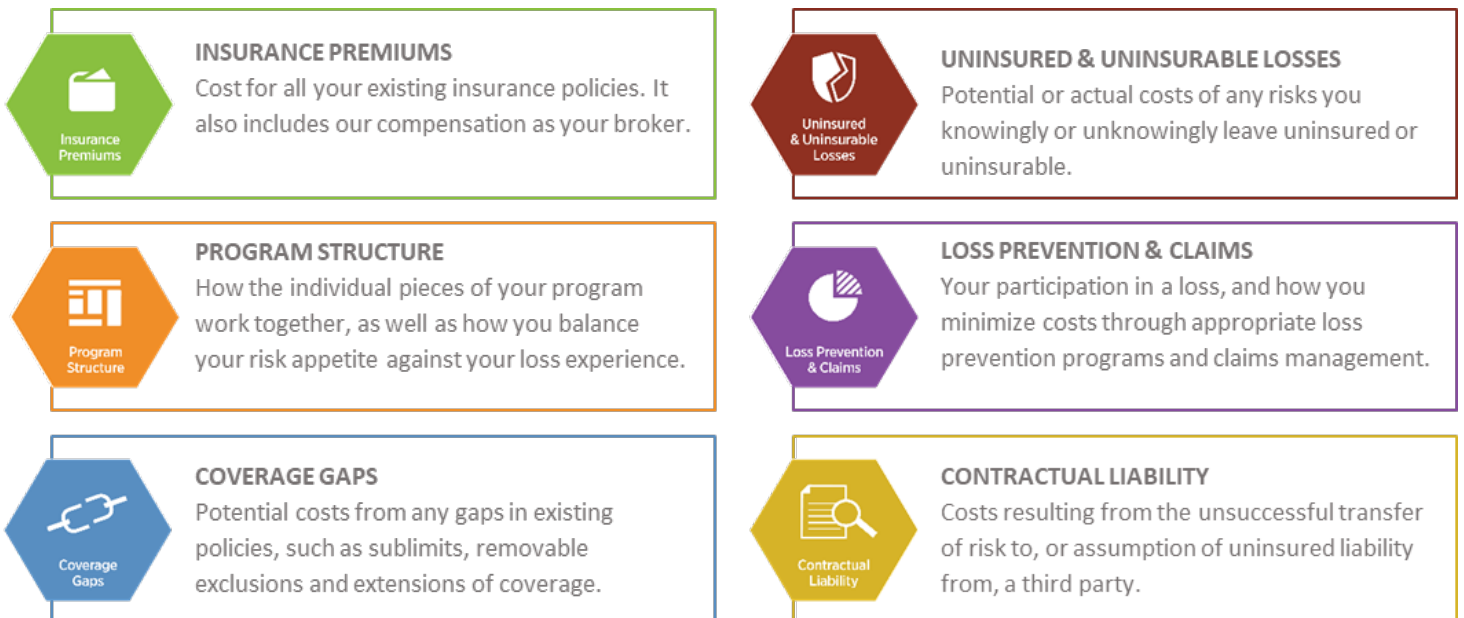 Insurance
Premiums
INSURANCE PREMIUMS
Cost for all your existing insurance policies. It
also includes our compensation as your broker.
Uninsured
& Uninsurable
Losses
UNINSURED & UNINSURABLE LOSSES
Potential or actual costs of any risks you
knowingly or unknowingly leave uninsured or
uninsurable.
Program
Structure
PROGRAM STRUCTURE
How the individual pieces of your program
work together, as well as how you balance
your risk appetite against your loss experience.
Loss Prevention
& Claims
LOSS PREVENTION & CLAIMS
Your participation in a loss, and how you
minimize costs through appropriate loss
prevention programs and claims management.
Coverage
Gaps
COVERAGE GAPS
Potential costs from any gaps in existing
policies, such as sublimits, removable
exclusions and extensions of coverage.
Contractual
Liability
CONTRACTUAL LIABILITY
Costs resulting from the unsuccessful transfer
of risk to, or assumption of uninsured liability
from, a third party.